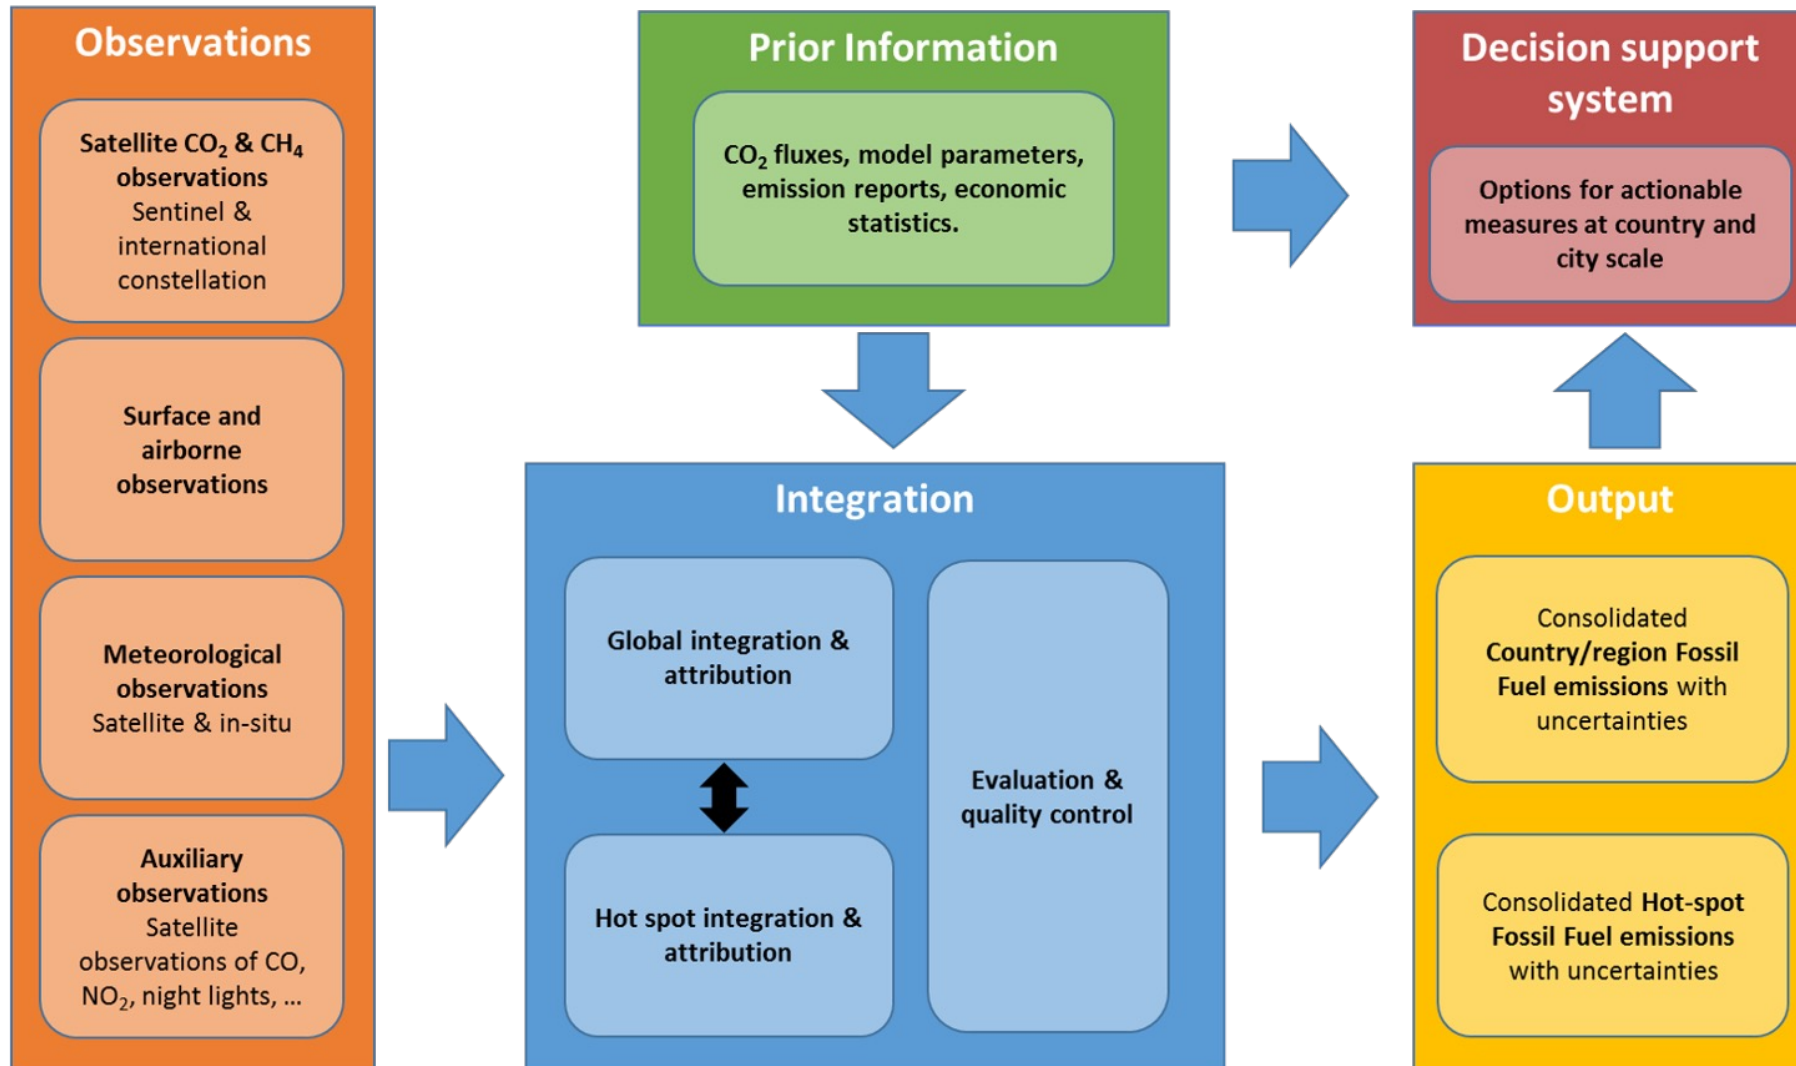 Observations
Satellite CO₂ & CH₄
observations
Sentinel &
international
constellation
Surface and
airborne
observations
Meteorological
observations
Satellite & in-situ
Auxiliary
observations
Satellite
observations of CO,
NO₂, night lights, ...
Prior Information
CO₂ fluxes, model parameters,
emission reports, economic
statistics.
Integration
Global integration &
attribution
Hot spot integration &
attribution
Evaluation &
quality control
Decision support
system
Options for actionable
measures at country and
city scale
Output
Consolidated
Country/region Fossil
Fuel emissions with
uncertainties
Consolidated Hot-spot
Fossil Fuel emissions
with uncertainties